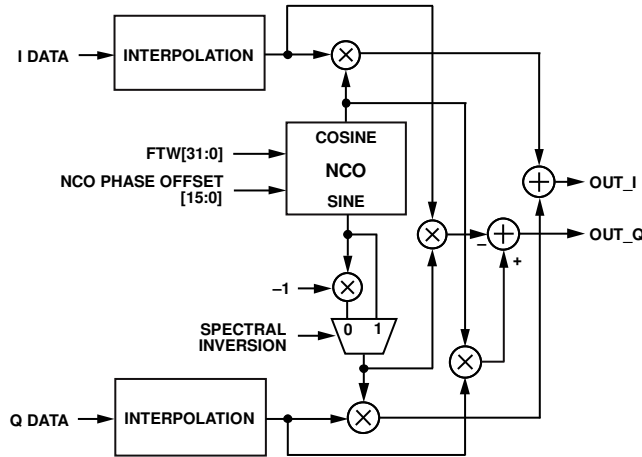 I DATA
INTERPOLATION
COSINE
FTW[31:0]
NCO
NCO PHASE OFFSET
[15:0]
SINE
OUT_I
OUT_Q
–
+
–1
0 1
SPECTRAL
INVERSION
Q DATA
INTERPOLATION